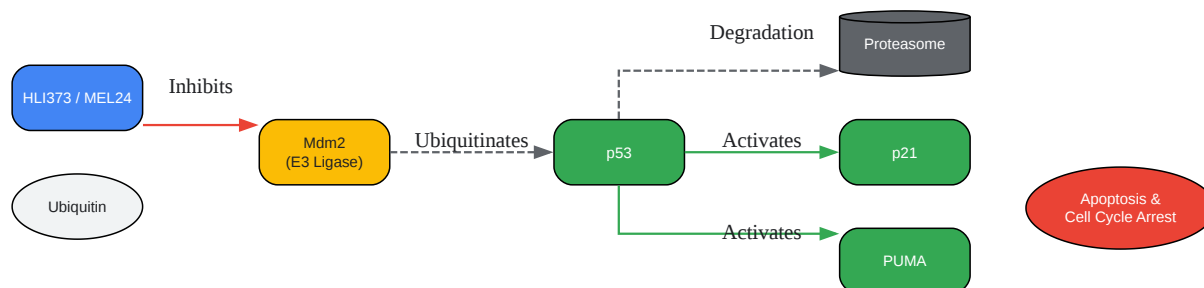 Degradation
Proteasome
HLI373 / MEL24
Inhibits
Mdm2
(E3 Ligase)
Ubiquitinates
p53
Activates
p21
Ubiquitin
Apoptosis &
Cell Cycle Arrest
Activates
PUMA